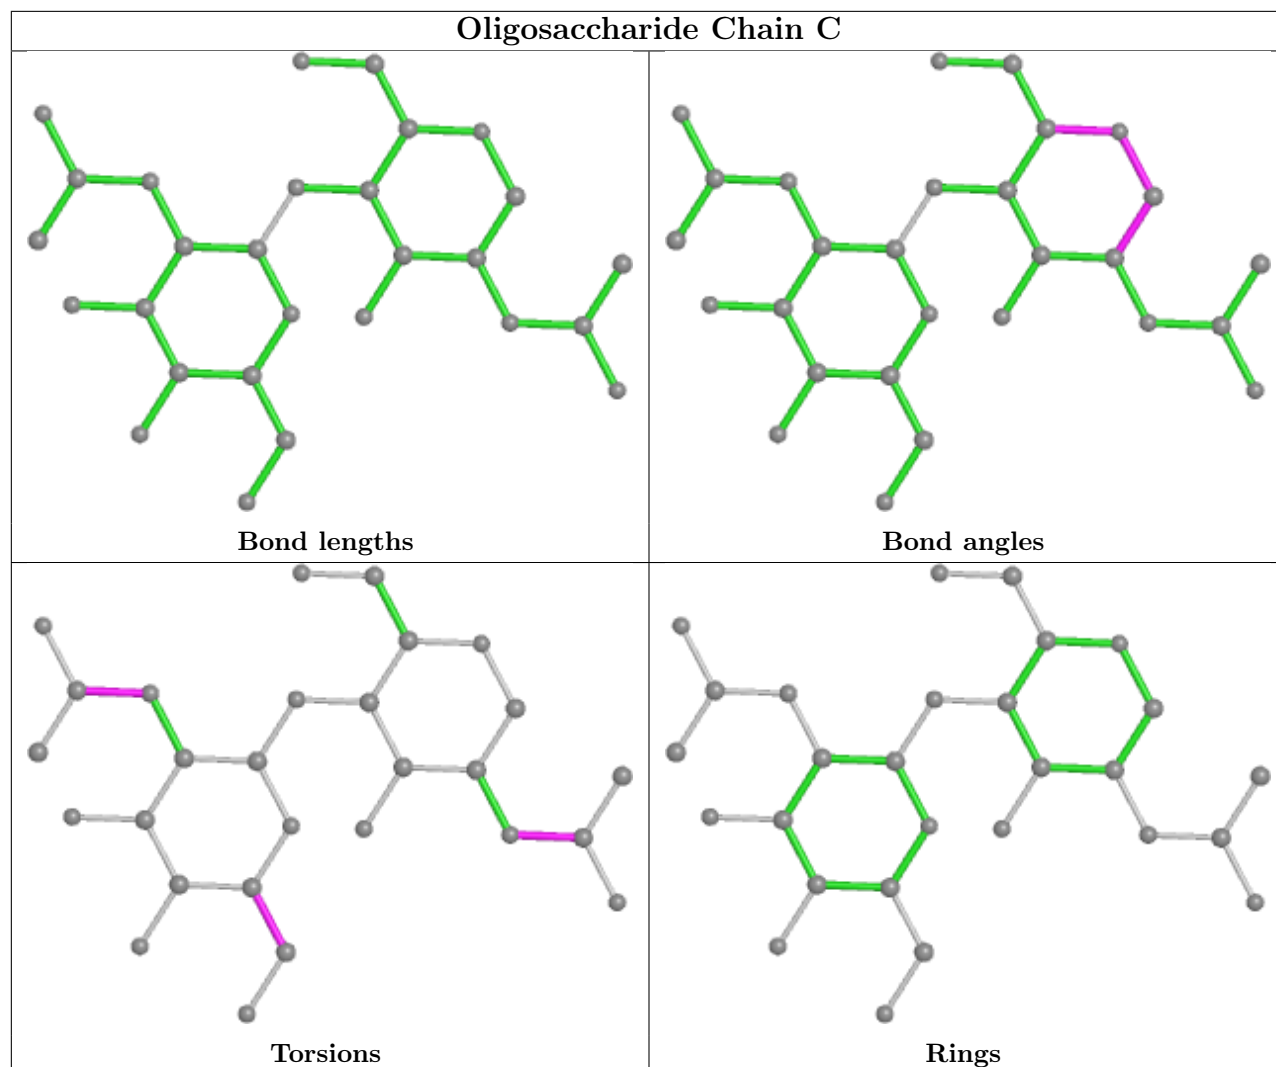 Oligosaccharide Chain C
Bond lengths
Bond angles
Torsions
Rings